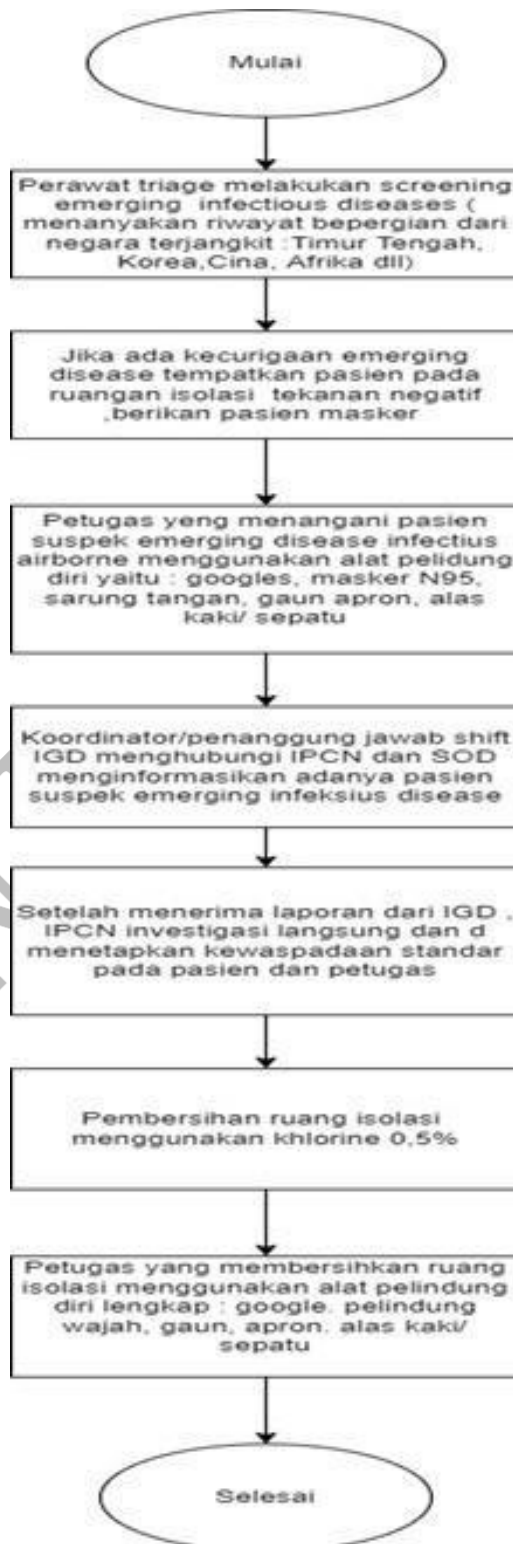 Mulai
Perawat triage melakukan screening
emerging infectious diseases (
menanyakan riwayat bepergian dari
negara terjangkit :Timur Tengah,
Korea,Cina, Afrika dll)
Jika ada kecurigaan emerging
disease tempatkan pasien pada
ruangan isolasi tekanan negatif
,berikan pasien masker
Petugas yeng menangani pasien
suspek emerging disease infectius
airborne menggunakan alat pelidung
diri yaitu : googles, masker N95,
sarung tangan, gaun apron, alas
kaki/ sepatu
Koordinator/penanggung jawab shift
IGD menghubungi IPCN dan SOD
menginformasikan adanya pasien
suspek emerging infeksius disease
Setelah menerima laporan dari IGD ,
IPCN investigasi langsung dan d
menetapkan kewaspadaan standar
pada pasien dan petugas
Pembersihan ruang isolasi
menggunakan khlorine 0,5%
Petugas yang membersihkan ruang
isolasi menggunakan alat pelindung
diri lengkap : google. pelindung
wajah, gaun, apron. alas kaki/
sepatu
Selesai